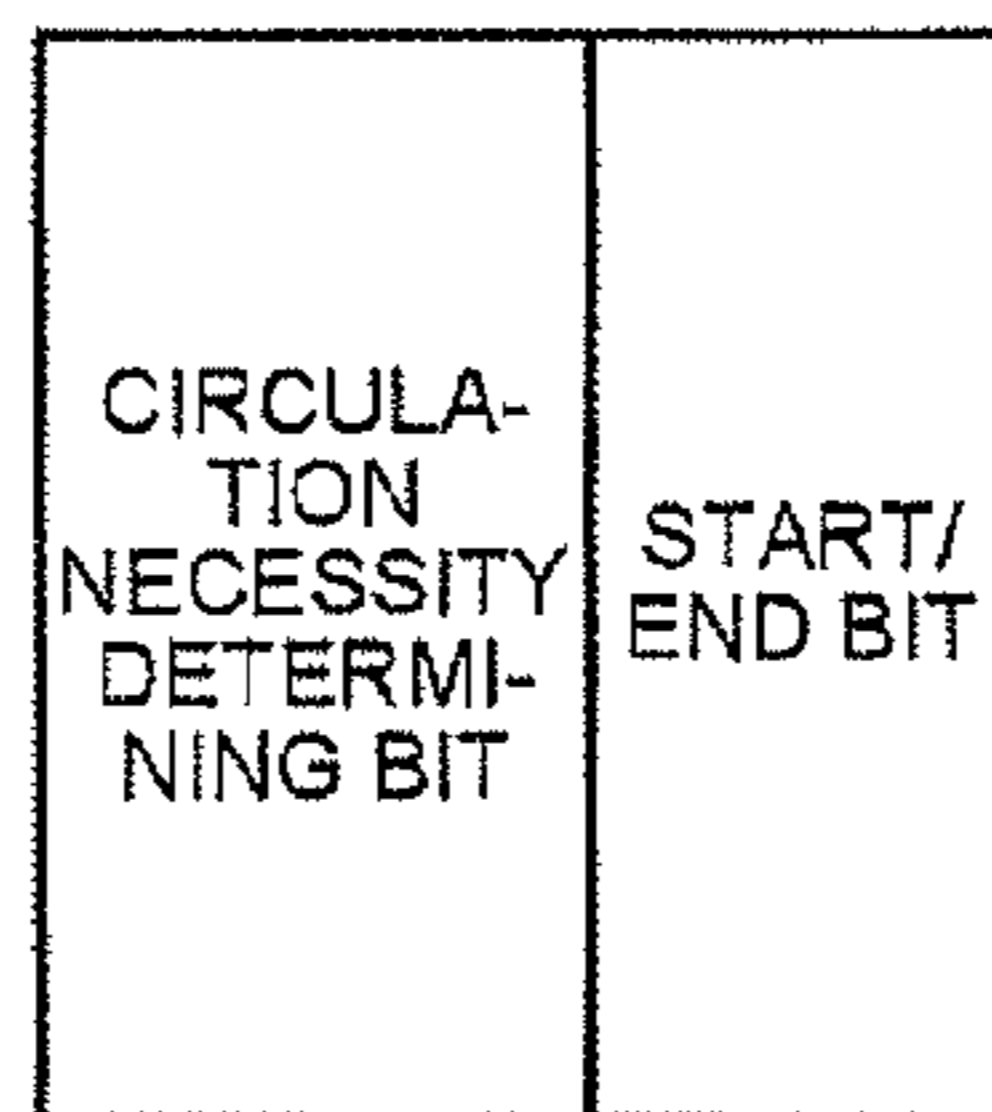 CIRCULA-
TION
NECESSITY
DETERMI-
NING BIT
START/
END BIT